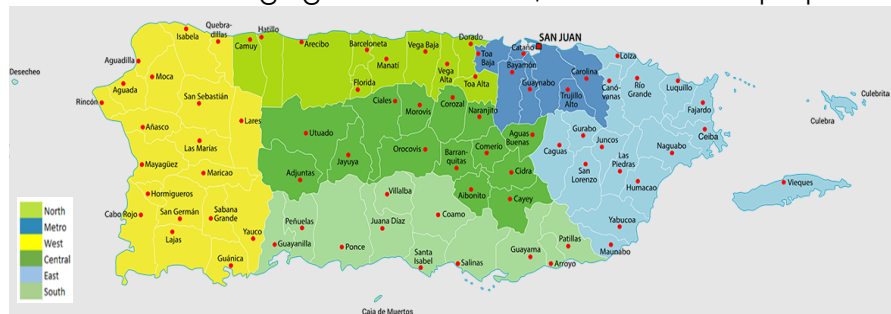 Isabela
Quebra-
dillas
Hatillo
Camuy
Arecibo
Barceloneta
Manatí
Vega Baja
Vega
Alta
Dorado
Toa
Baja
Toa Alta
Cataño
SAN JUAN
Bayamón
Guaynabo
Carolina
Trujillo
Alto
Canó-
vanas
Loíza
Río
Grande
Luquillo
Fajardo
Ceiba
Culebra
Culebrita
Desecheo
Aguadilla
Moca
Aguada
Rincón
San Sebastián
Lares
Añasco
Las Marías
Mayagüez
Maricao
Hormigueros
Cabo Rojo
San Germán
Sabana
Grande
Lajas
Yauco
Guánica
Florida
Ciales
Morovis
Corozal
Naranjito
Utuado
Jayuya
Orocovis
Barran-
quitas
Comerío
Aguas
Buenas
Adjuntas
Aibonito
Cidra
Cayey
Caguas
Gurabo
Juncos
San
Lorenzo
Las
Piedras
Naguabo
Humacao
Yabucoa
Maunabo
Vieques
Villalba
Peñuelas
Juana Díaz
Coamo
Guayanilla
Ponce
Santa
Isabel
Salinas
Guayama
Patillas
Arroyo
Caja de Muertos
North
Metro
West
Central
East
South